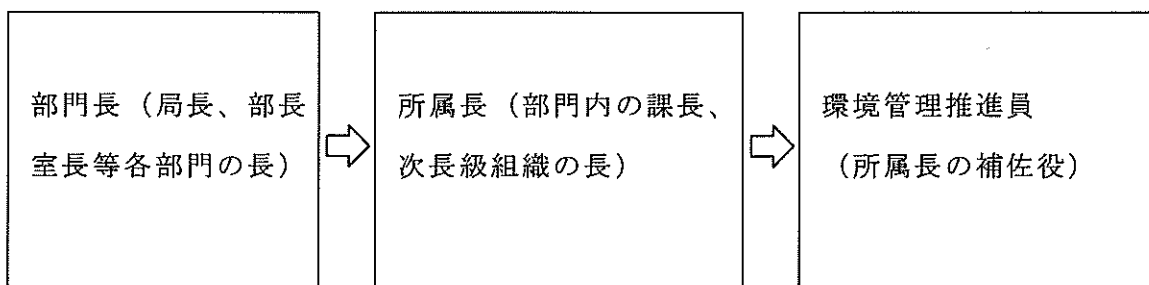 部門長（局長、部長
室長等各部門の長）
所属長（部門内の課長、
次長級組織の長）
環境管理推進員
（所属長の補佐役）